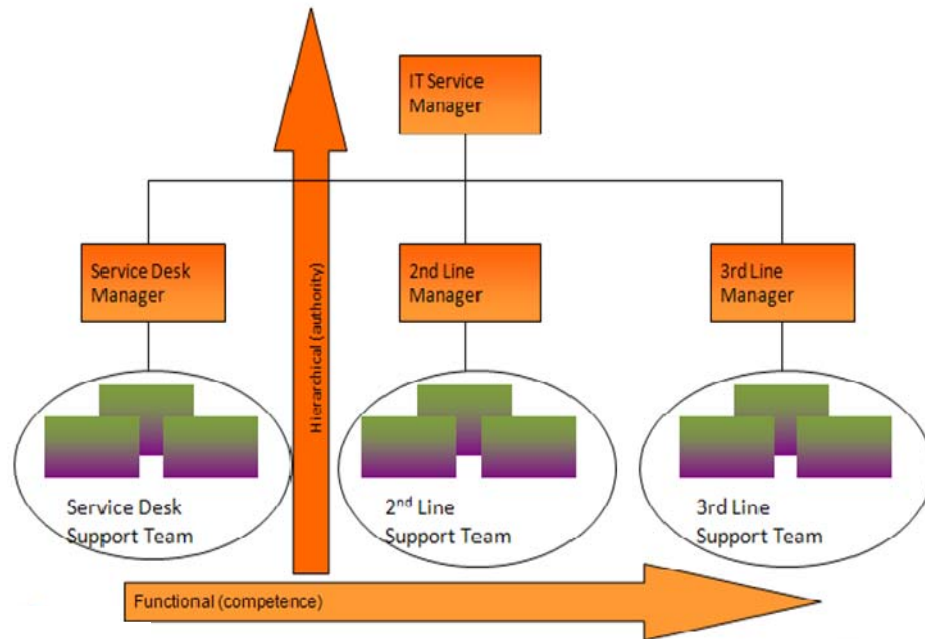 IT Service
Manager
Service Desk
Manager
2nd Line
Manager
3rd Line
Manager
Hierarchical (authority)
Service Desk
Support Team
2nd Line
Support Team
3rd Line
Support Team
Functional (competence)